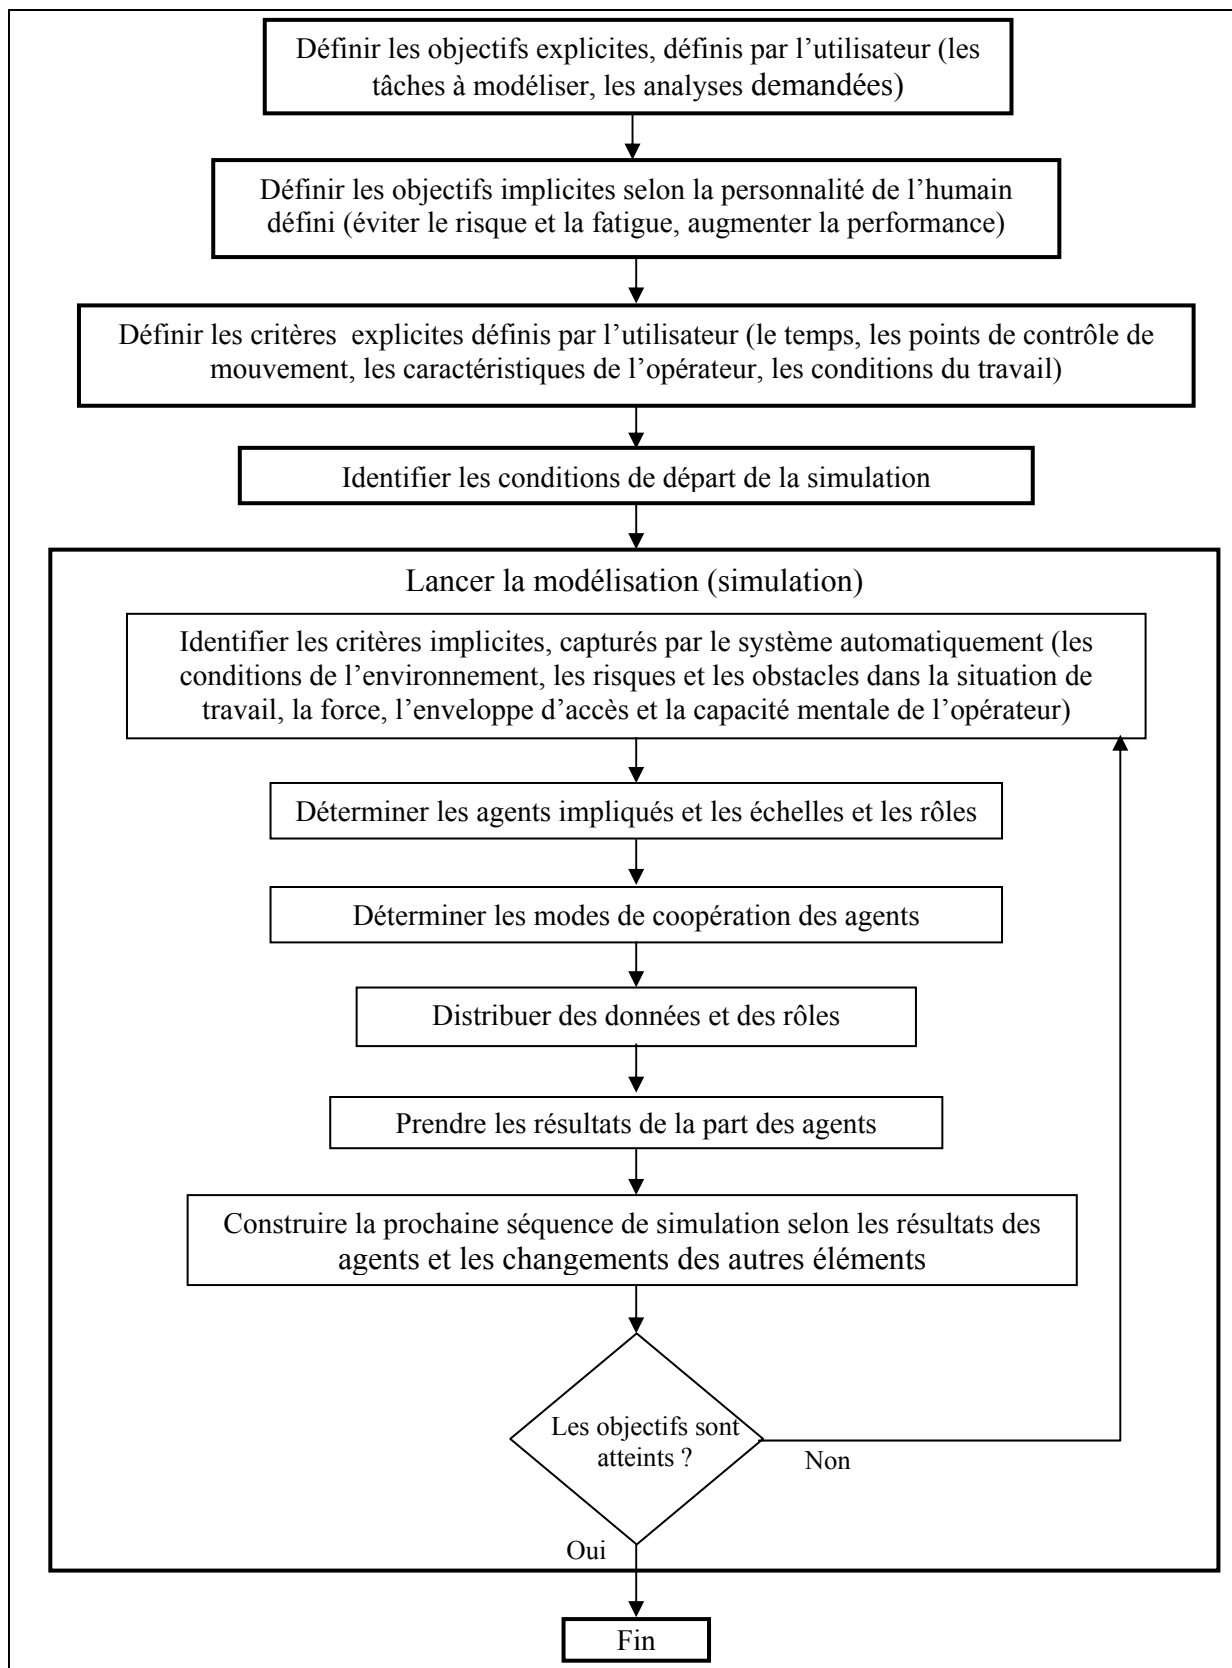 Définir les objectifs explicites, définis par l’utilisateur (les
tâches à modéliser, les analyses demandées)
Définir les objectifs implicites selon la personnalité de l’humain
défini (éviter le risque et la fatigue, augmenter la performance)
Définir les critères  explicites définis par l’utilisateur (le temps, les points de contrôle de
mouvement, les caractéristiques de l’opérateur, les conditions du travail)
Identifier les conditions de départ de la simulation
Lancer la modélisation (simulation)
Identifier les critères implicites, capturés par le système automatiquement (les
conditions de l’environnement, les risques et les obstacles dans la situation de
travail, la force, l’enveloppe d’accès et la capacité mentale de l’opérateur)
Déterminer les agents impliqués et les échelles et les rôles
Déterminer les modes de coopération des agents
Distribuer des données et des rôles
Prendre les résultats de la part des agents
Construire la prochaine séquence de simulation selon les résultats des
agents et les changements des autres éléments
Les objectifs sont
atteints ?
Non
Oui
Fin